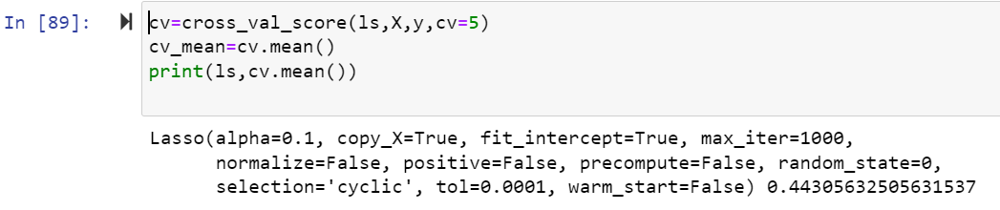 In [89]: cv=cross_val_score(ls,X,y,cv=5)
cv_mean=cv.mean()
print(ls,cv.mean())
Lasso(alpha=0.1, copy_X=True, fit_intercept=True, max_iter=1000,
normalize=False, positive=False, precompute=False, random_state=0,
selection='cyclic', tol=0.0001, warm_start=False) 0.44305632505631537